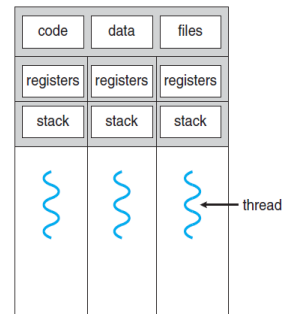 code data files
registers registers registers
stack stack stack
thread